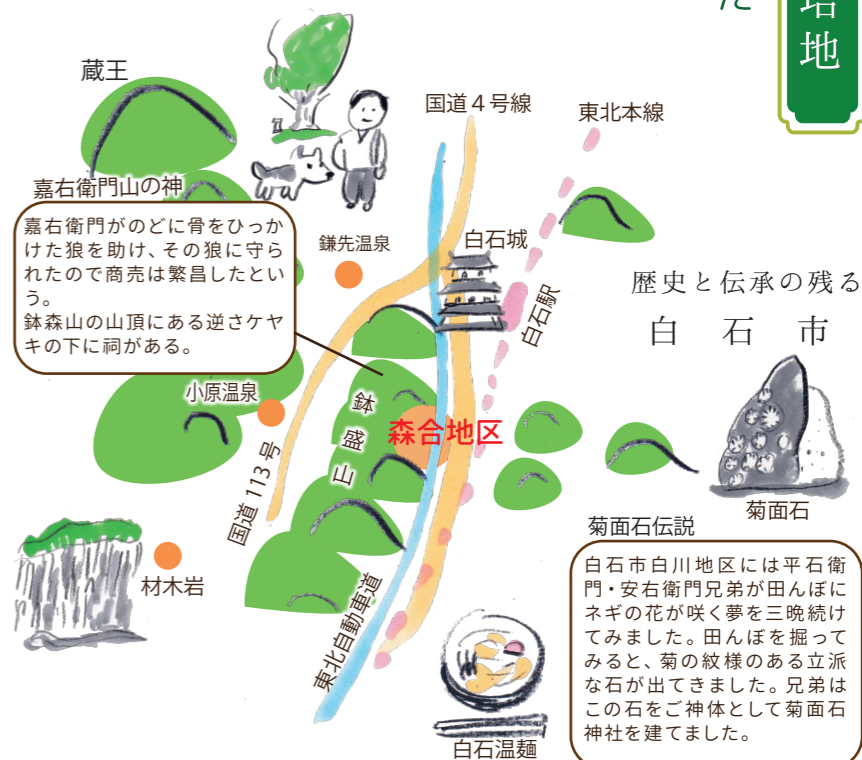 た
地
蔵王
国道４号線
東北本線
嘉右衛門山の神
嘉右衛門がのどに骨をひっか
けた狼を助け、その狼に守ら
れたので商売は繁昌したとい
う。
鉢森山の山頂にある逆さケヤ
キの下に祠がある。
鎌先温泉
白石城
白石駅
歴史と伝承の残る
白石市
小原温泉
鉢盛山
森合地区
国道113号
菊面石
菊面石伝説
白石市白川地区には平石衛
門・安右衛門兄弟が田んぼに
ネギの花が咲く夢を三晩続け
てみました。田んぼを掘って
みると、菊の紋様のある立派
な石が出てきました。兄弟は
この石をご神体として菊面石
神社を建てました。
材木岩
東北自動車道
白石温麺